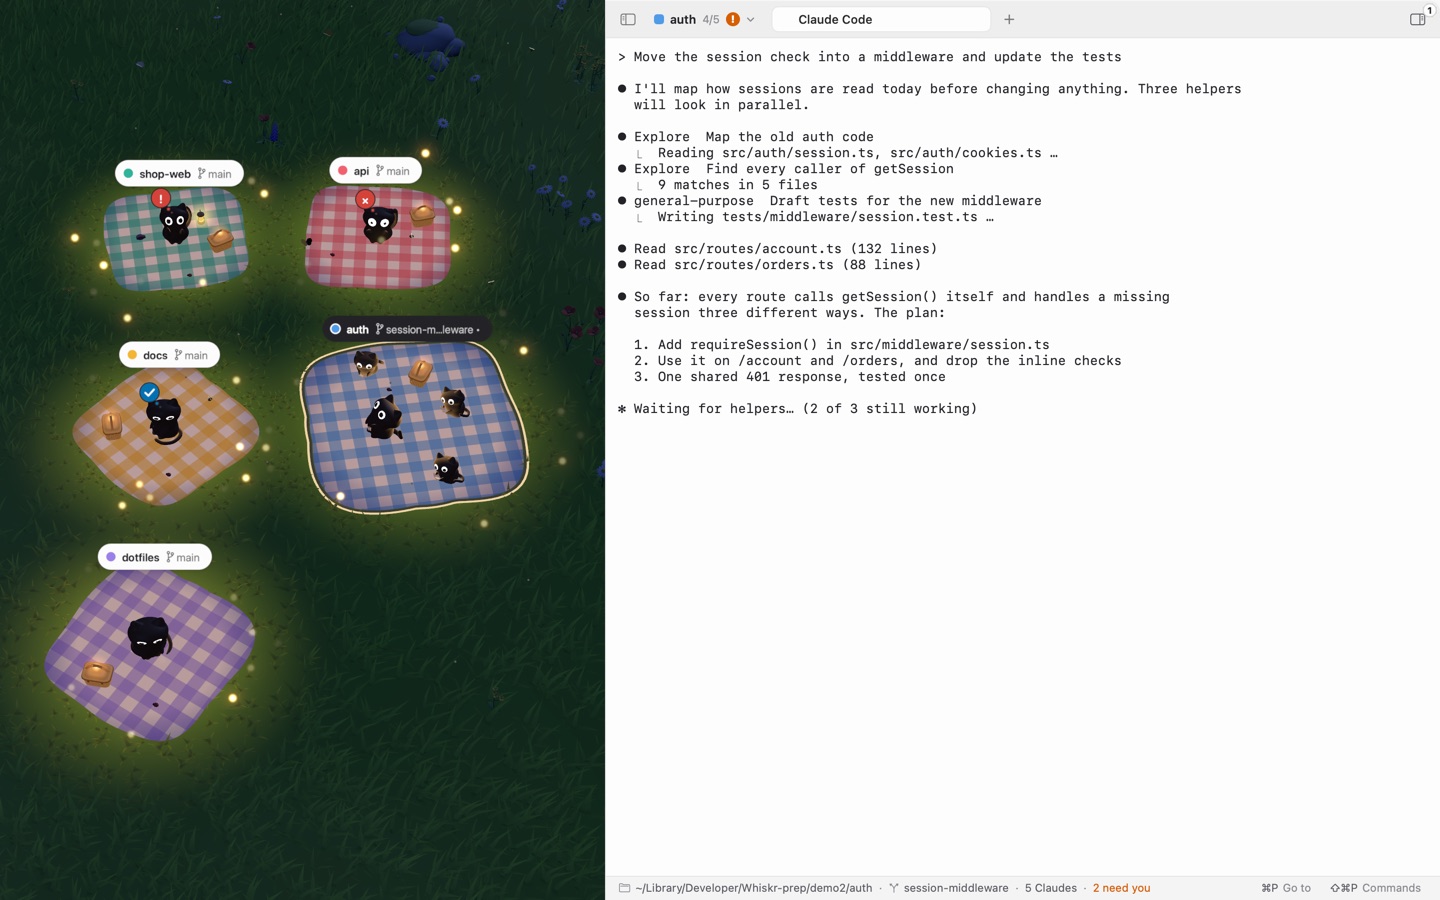 auth 4/5
Claude Code
1
> Move the session check into a middleware and update the tests
● I'll map how sessions are read today before changing anything. Three helpers
will look in parallel.
● Explore  Map the old auth code
└  Reading src/auth/session.ts, src/auth/cookies.ts …
● Explore  Find every caller of getSession
└  9 matches in 5 files
● general-purpose  Draft tests for the new middleware
└  Writing tests/middleware/session.test.ts …
● Read src/routes/account.ts (132 lines)
● Read src/routes/orders.ts (88 lines)
● So far: every route calls getSession() itself and handles a missing
session three different ways. The plan:
1. Add requireSession() in src/middleware/session.ts
2. Use it on /account and /orders, and drop the inline checks
3. One shared 401 response, tested once
✻ Waiting for helpers… (2 of 3 still working)
shop-web main
api main
auth session-m…leware •
docs main
dotfiles main
~/Library/Developer/Whiskr-prep/demo2/auth · session-middleware · 5 Claudes · 2 need you
⌘P Go to
⇧⌘P Commands